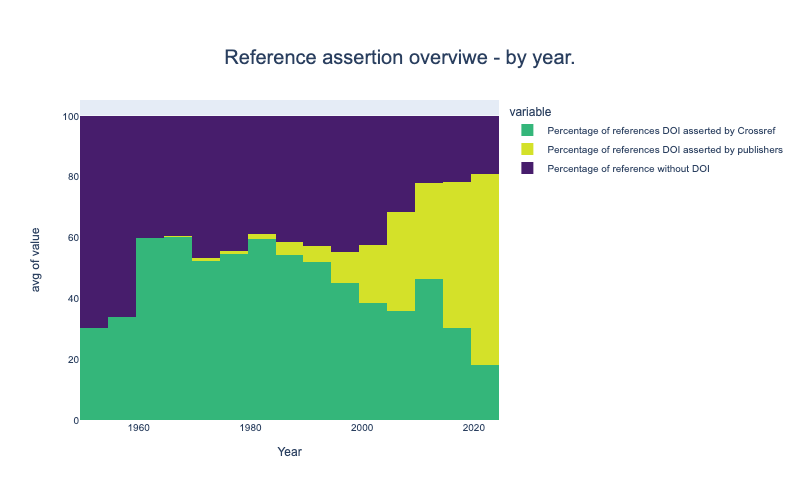 Reference assertion overviwe - by year.
variable
Percentage of references DOI asserted by Crossref
Percentage of references DOI asserted by publishers
Percentage of reference without DOI
avg of value
100
80
60
40
20
0
1960
1980
2000
2020
Year